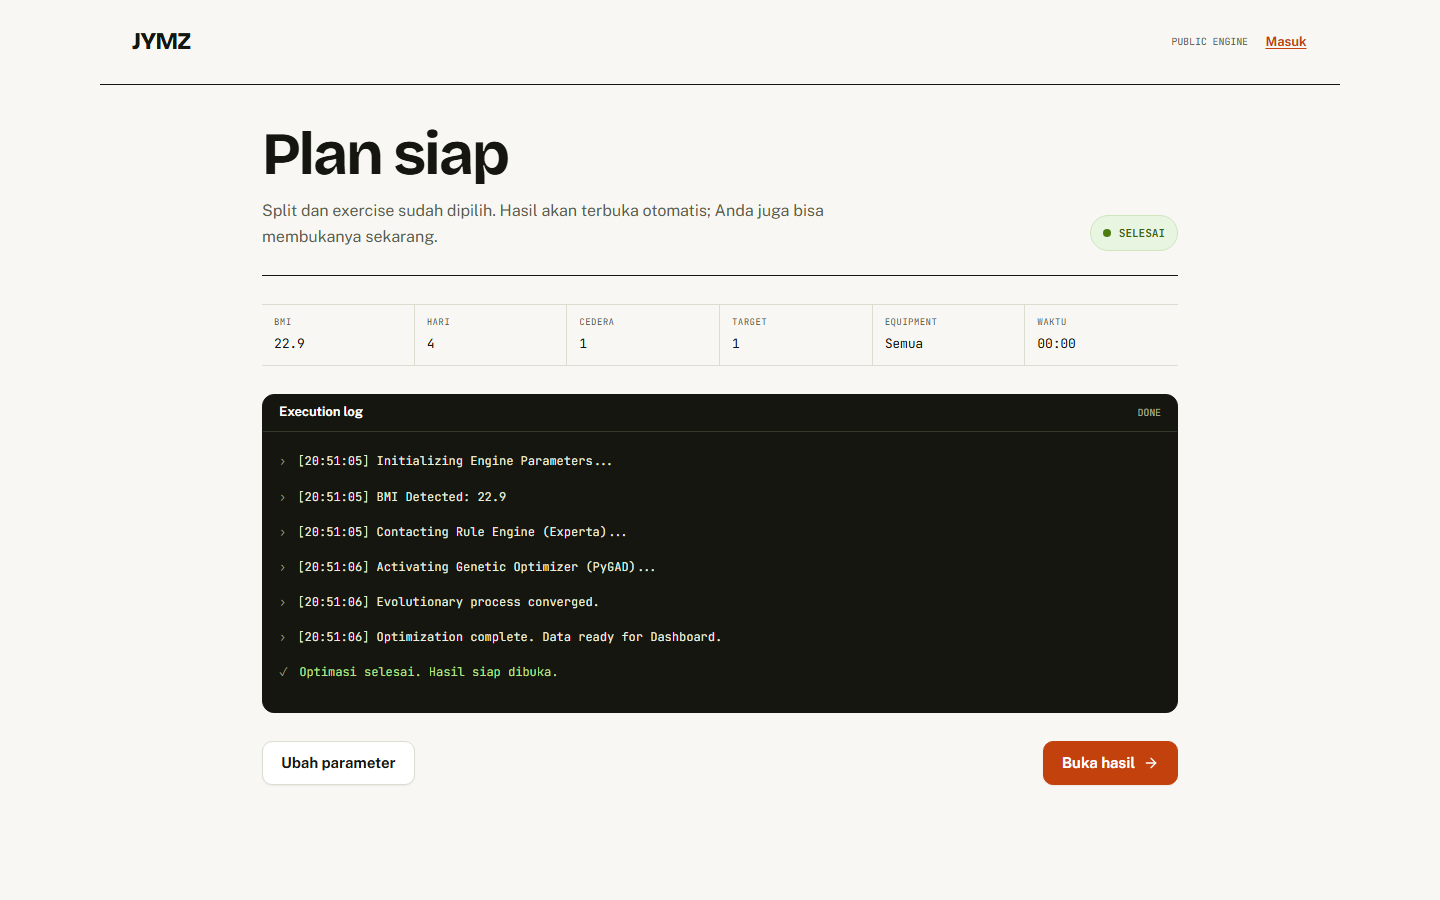 JYMZ
PUBLIC ENGINE Masuk
Plan siap
Split dan exercise sudah dipilih. Hasil akan terbuka otomatis; Anda juga bisa
membukanya sekarang.
SELESAI
BMI HARI CEDERA TARGET EQUIPMENT WAKTU
22.9 4 1 1 Semua 00:00
Execution log DONE
› [20:51:05] Initializing Engine Parameters...
› [20:51:05] BMI Detected: 22.9
› [20:51:05] Contacting Rule Engine (Experta)...
› [20:51:06] Activating Genetic Optimizer (PyGAD)...
› [20:51:06] Evolutionary process converged.
› [20:51:06] Optimization complete. Data ready for Dashboard.
✓ Optimasi selesai. Hasil siap dibuka.
Ubah parameter
Buka hasil →